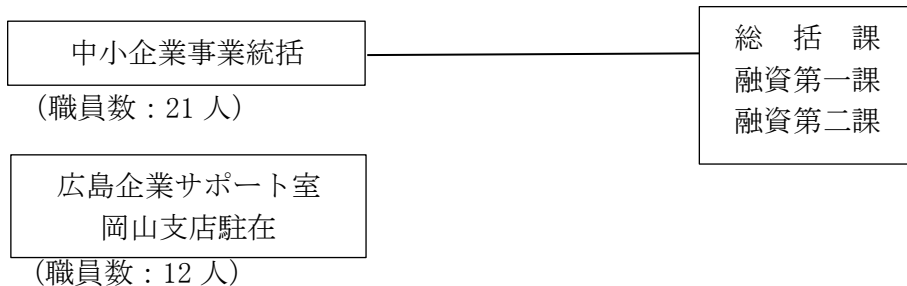 中小企業事業統括
(職員数:21 人)
総　括　課
融資第一課
融資第二課
広島企業サポート室
岡山支店駐在
(職員数:12 人)